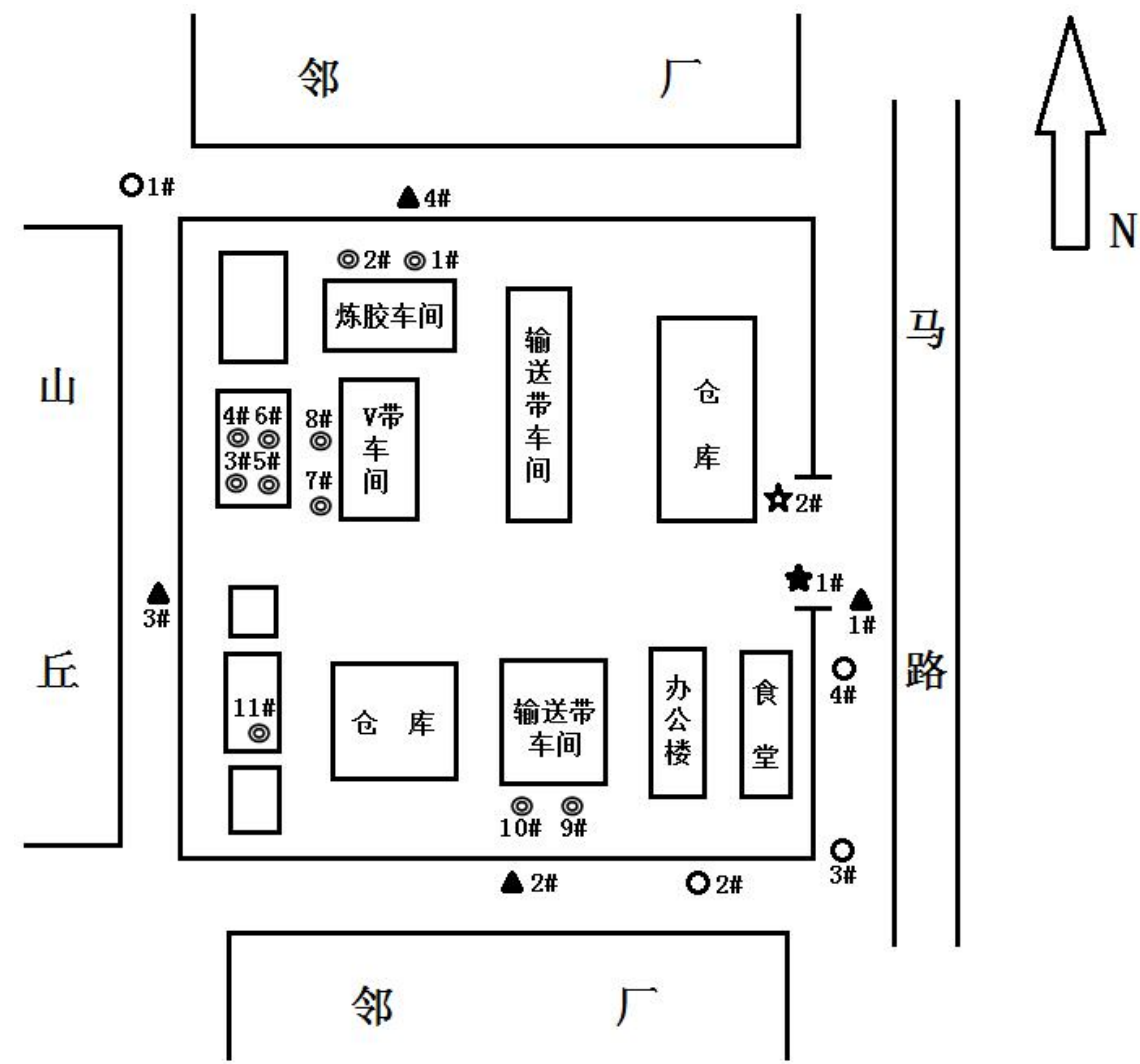 邻 厂
N
1#
4#
2# 1#
炼胶车间
输送带车间
仓库
马路
山丘
4# 6#
3# 5#
8#
7#
V带车间
2#
1#
1#
3#
4#
11#
仓 库
输送带
车间
办公楼
食堂
10# 9#
3#
2#
2#
邻 厂